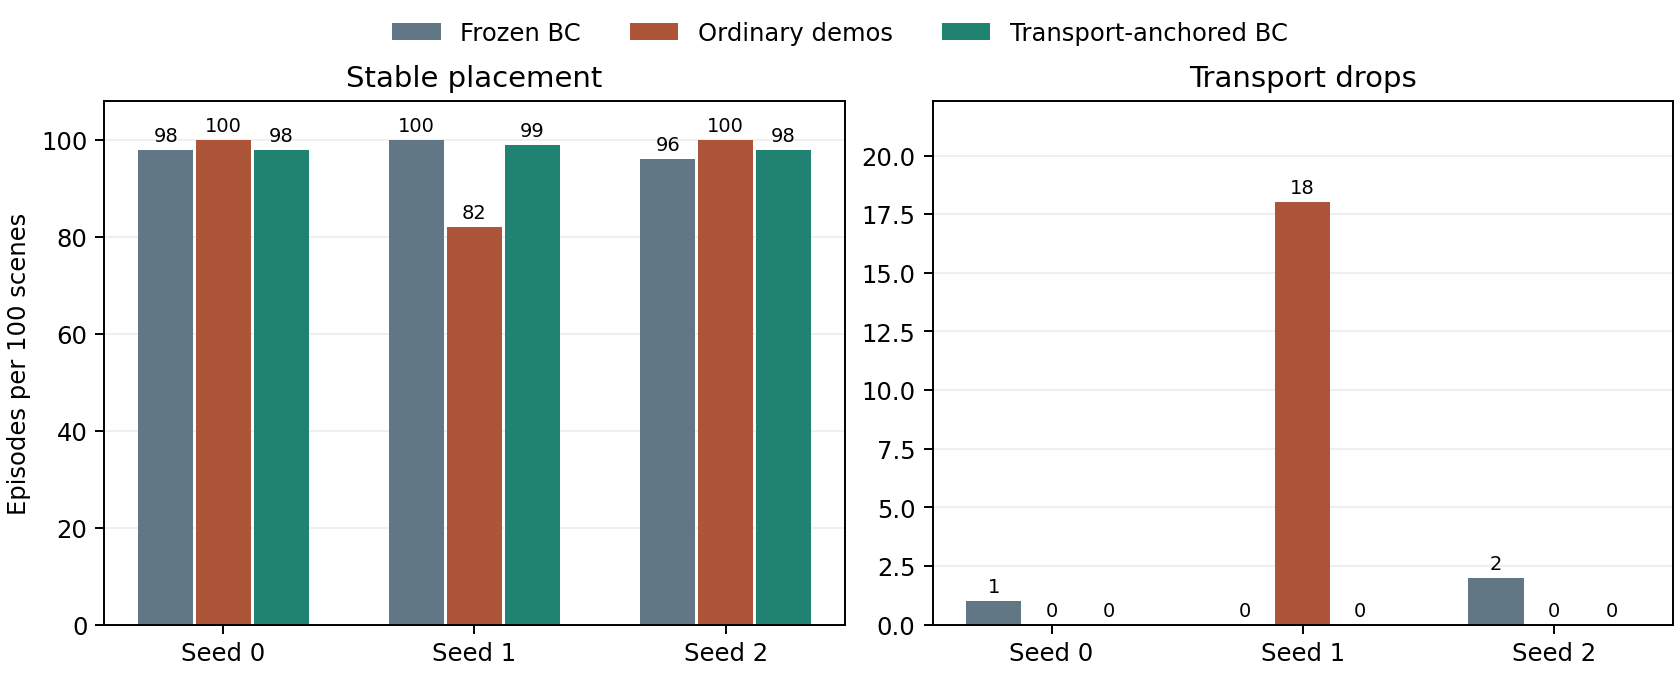 Frozen BC
Ordinary demos
Transport-anchored BC
Stable placement
Episodes per 100 scenes
100
80
60
40
20
0
98
100
98
100
82
99
96
100
98
Seed 0
Seed 1
Seed 2
Transport drops
20.0
17.5
15.0
12.5
10.0
7.5
5.0
2.5
0.0
1
0
0
0
18
0
2
0
0
Seed 0
Seed 1
Seed 2